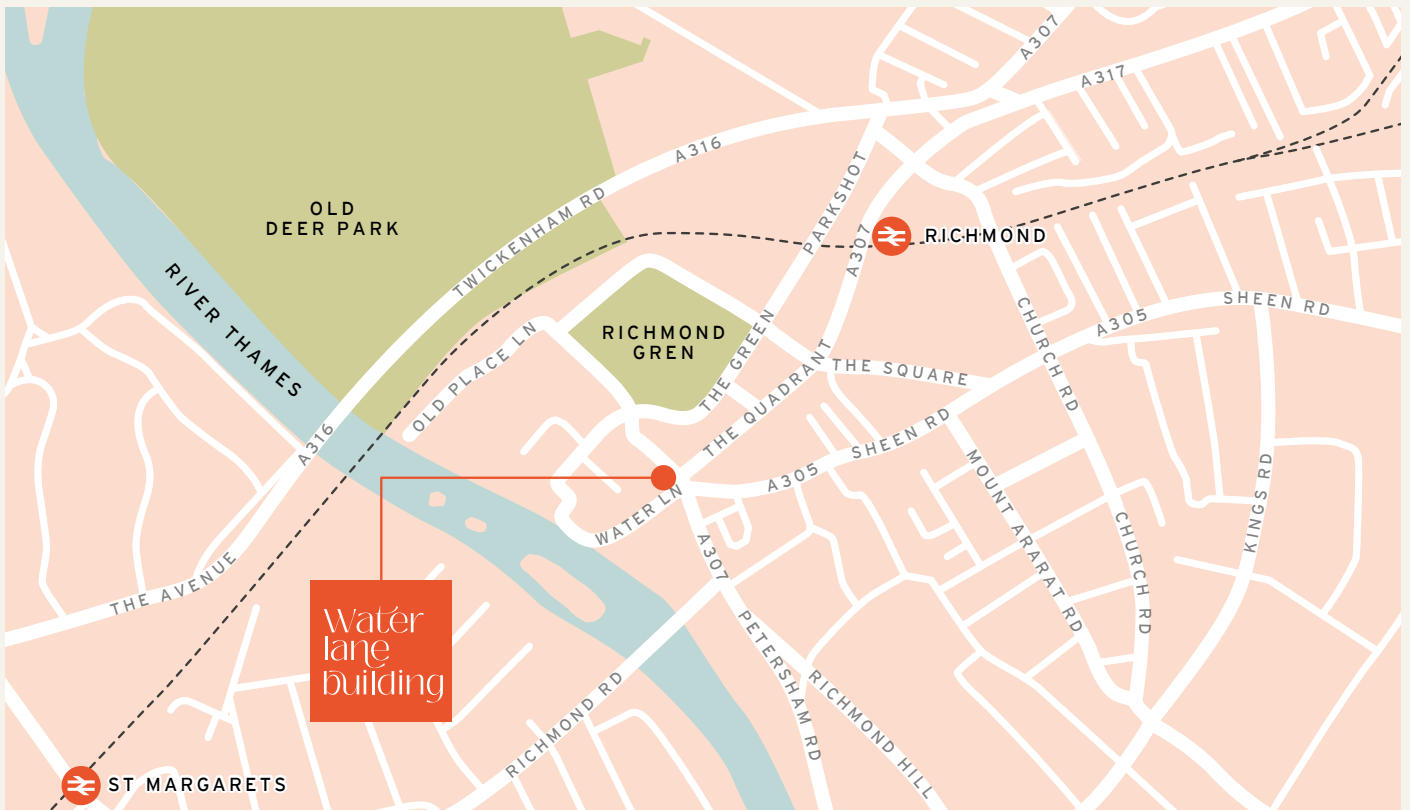 A307
A317
A316
PARKSHOT
OLD
DEER PARK
TWICKENHAM RD
A307
RICHMOND
RIVER THAMES
CHURCH RD
SHEEN RD
A305
RICHMOND
GREN
OLD PLACE LN
THE GREEN
THE QUADRANT
THE SQUARE
A316
SHEEN RD
A305
MOUNT ARARAT RD
KINGS RD
WATER LN
A307
CHURCH RD
THE AVENUE
Water
lane
building
PETERSHAM RD
RICHMOND HILL
RICHMOND RD
ST MARGARETS